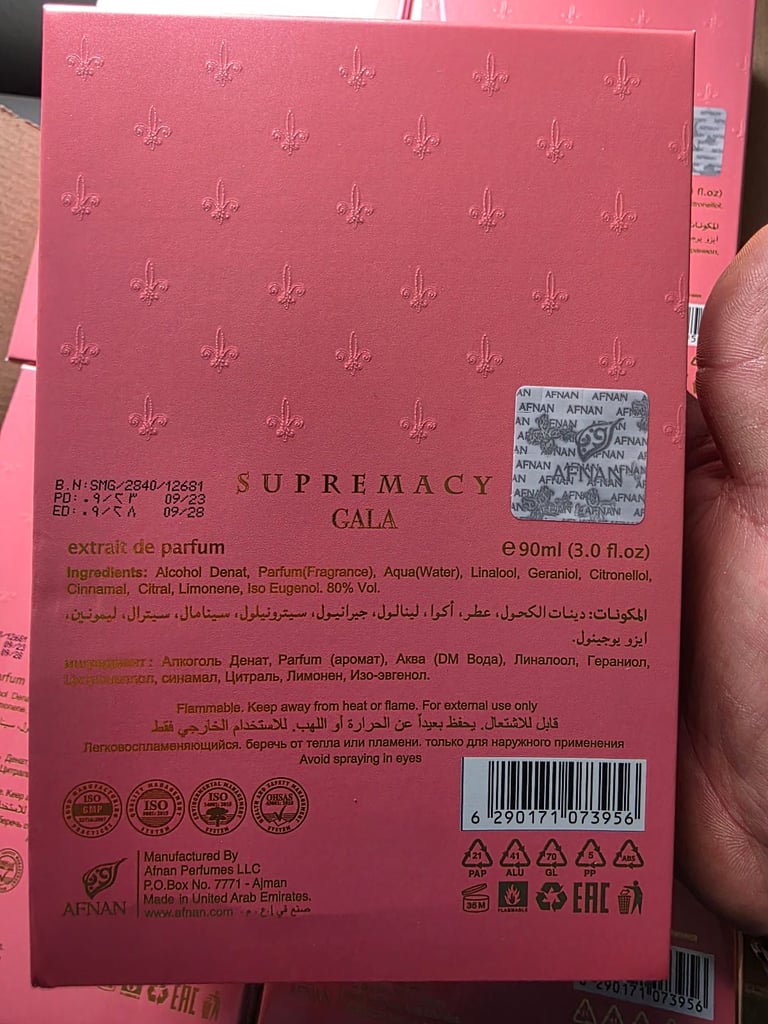 B.N:SMG/2840/12681
PD: ٠٩/٢٣ 09/23
ED: ٠٩/٢٨ 09/28
SUPREMACY
GALA
AFNAN
extrait de parfum
℮90ml (3.0 fl.oz)
Ingredients: Alcohol Denat, Parfum(Fragrance), Aqua(Water), Linalool, Geraniol, Citronellol,
Cinnamal, Citral, Limonene, Iso Eugenol. 80% Vol.
المكونات: دينات الكحول، عطر، أكوا، لينالول، جيرانيول، سيترونيلول، سينامال، سيترال، ليمونين،
ايزو يوجينول.
Ингредиент: Алкоголь Денат, Parfum (аромат), Аква (DM Вода), Линалоол, Гераниол,
Цитронеллол, синамал, Цитраль, Лимонен, Изо-эвгенол.
Flammable. Keep away from heat or flame. For external use only
قابل للاشتعال. يحفظ بعيداً عن الحرارة أو اللهب. للاستخدام الخارجي فقط
Легковоспламеняющийся. беречь от тепла или пламени. только для наружного применения
Avoid spraying in eyes
ISO
GMP
ISO
ISO
OHSAS
6 290171 073956
21
PAP
41
ALU
70
GL
5
PP
ABS
36M
FLAMMABLE
EAC
AFNAN
Manufactured By
Afnan Perfumes LLC
P.O.Box No. 7771 - Ajman
Made in United Arab Emirates.
www.afnan.com صنع في إ.ع.م.
290171 073956